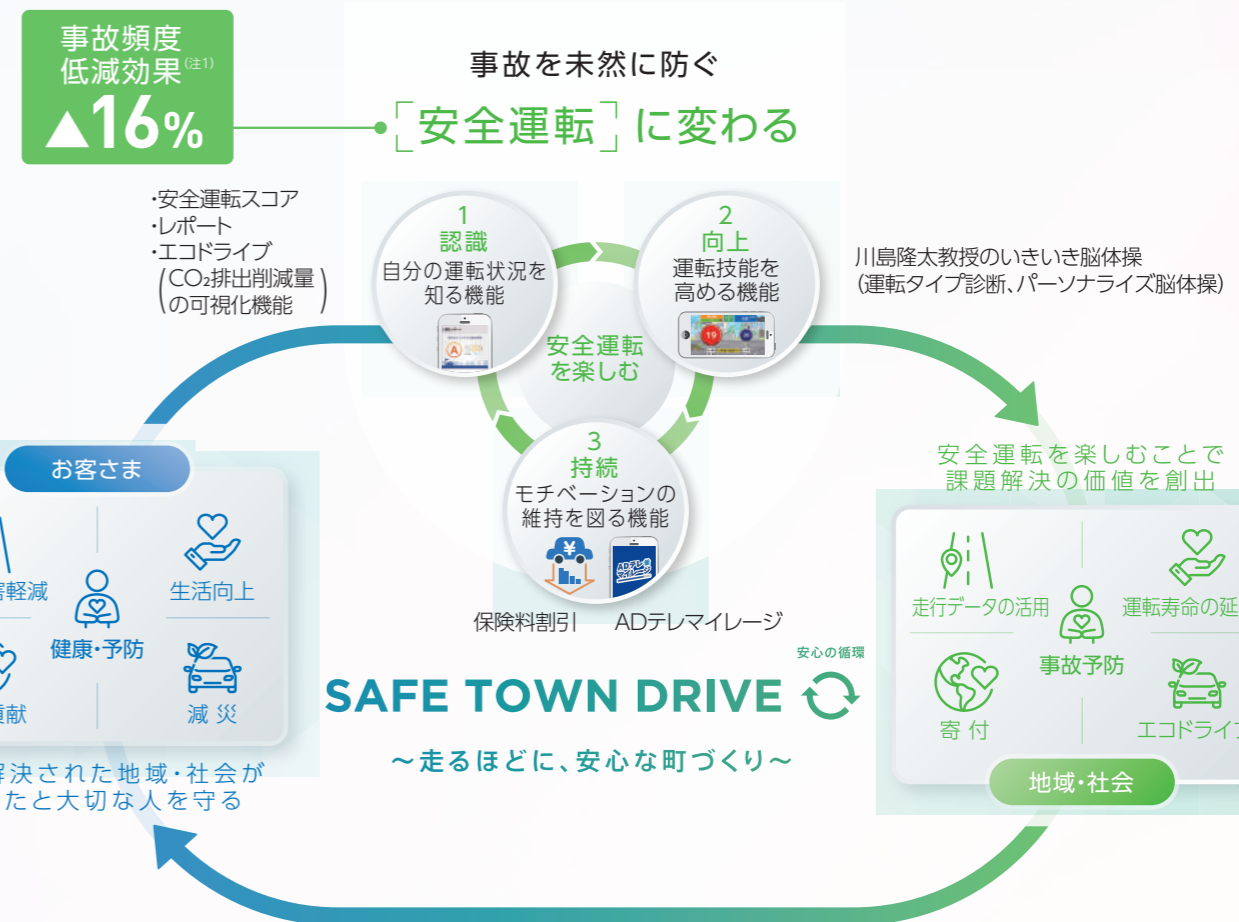 事故頻度
低減効果(注1)
▲16%
事故を未然に防ぐ
[安全運転]に変わる
・安全運転スコア
・レポート
・エコドライブ
(CO₂排出削減量
の可視化機能)
1
認識
自分の運転状況を
知る機能
A
2
向上
運転技能を
高める機能
19
川島隆太教授のいきいき脳体操
(運転タイプ診断、パーソナライズ脳体操)
安全運転
を楽しむ
3
持続
モチベーションの
維持を図る機能
¥
ADテレ
マイレージ
保険料割引 ADテレマイレージ
お客さま
軽減
生活向上
健康・予防
献
減災
解決された地域・社会が
たと大切な人を守る
安心の循環
SAFE TOWN DRIVE
～走るほどに、安心な町づくり～
安全運転を楽しむことで
課題解決の価値を創出
走行データの活用
運転寿命の延
事故予防
寄付
エコドライブ
地域・社会